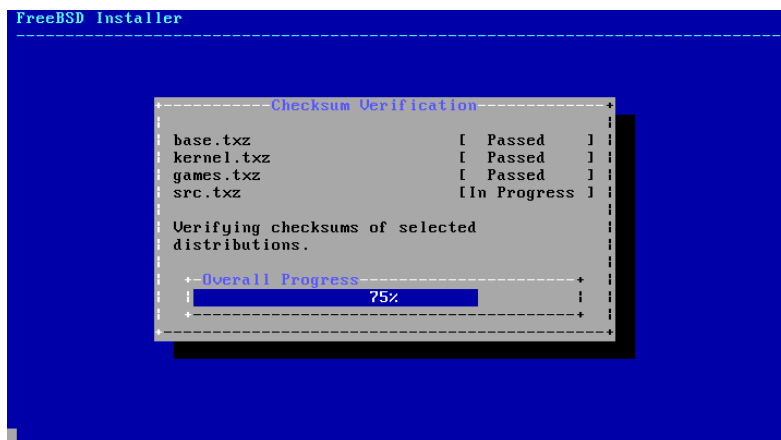 FreeBSD Installer
Checksum Verification
base.txz [ Passed ]
kernel.txz [ Passed ]
games.txz [ Passed ]
src.txz [In Progress ]
Verifying checksums of selected
distributions.
Overall Progress
75%